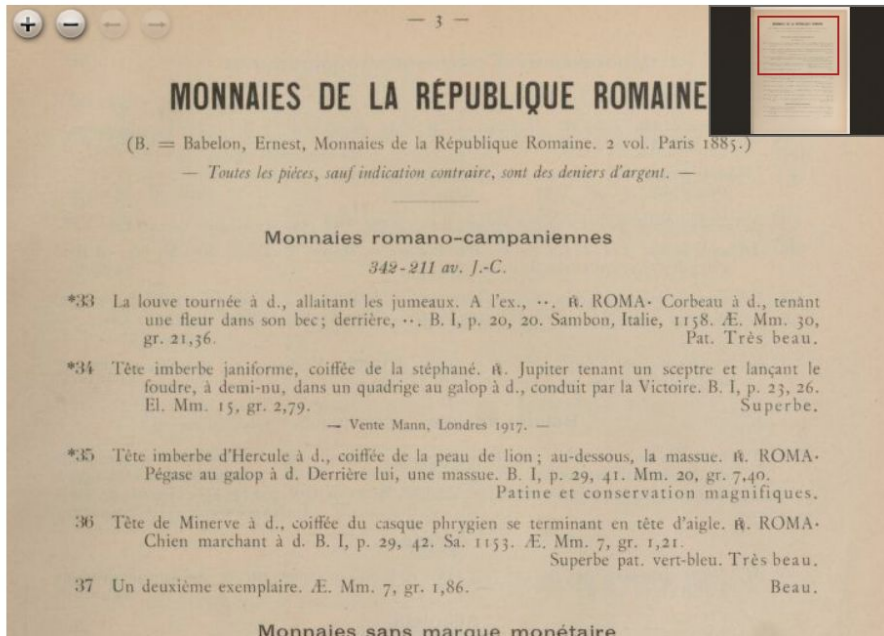 — 3 —
MONNAIES DE LA RÉPUBLIQUE ROMAINE
(B. = Babelon, Ernest, Monnaies de la République Romaine. 2 vol. Paris 1885.)
— Toutes les pièces, sauf indication contraire, sont des deniers d'argent. —
Monnaies romano-campaniennes
342-211 av. J.-C.
*33 La louve tournée à d., allaitant les jumeaux. A l'ex., ··. ℟. ROMA· Corbeau à d., tenant
une fleur dans son bec; derrière, ··. B. I, p. 20, 20. Sambon, Italie, 1158. Æ. Mm. 30,
gr. 21,36. Pat. Très beau.
*34 Tête imberbe janiforme, coiffée de la stéphané. ℟. Jupiter tenant un sceptre et lançant le
foudre, à demi-nu, dans un quadrige au galop à d., conduit par la Victoire. B. I, p. 23, 26.
El. Mm. 15, gr. 2,79. Superbe.
— Vente Mann, Londres 1917. —
*35 Tête imberbe d'Hercule à d., coiffée de la peau de lion; au-dessous, la massue. ℟. ROMA·
Pégase au galop à d. Derrière lui, une massue. B. I, p. 29, 41. Mm. 20, gr. 7,40.
Patine et conservation magnifiques.
36 Tête de Minerve à d., coiffée du casque phrygien se terminant en tête d'aigle. ℟. ROMA·
Chien marchant à d. B. I, p. 29, 42. Sa. 1153. Æ. Mm. 7, gr. 1,21.
Superbe pat. vert-bleu. Très beau.
37 Un deuxième exemplaire. Æ. Mm. 7, gr. 1,86. Beau.
Monnaies sans marque monétaire